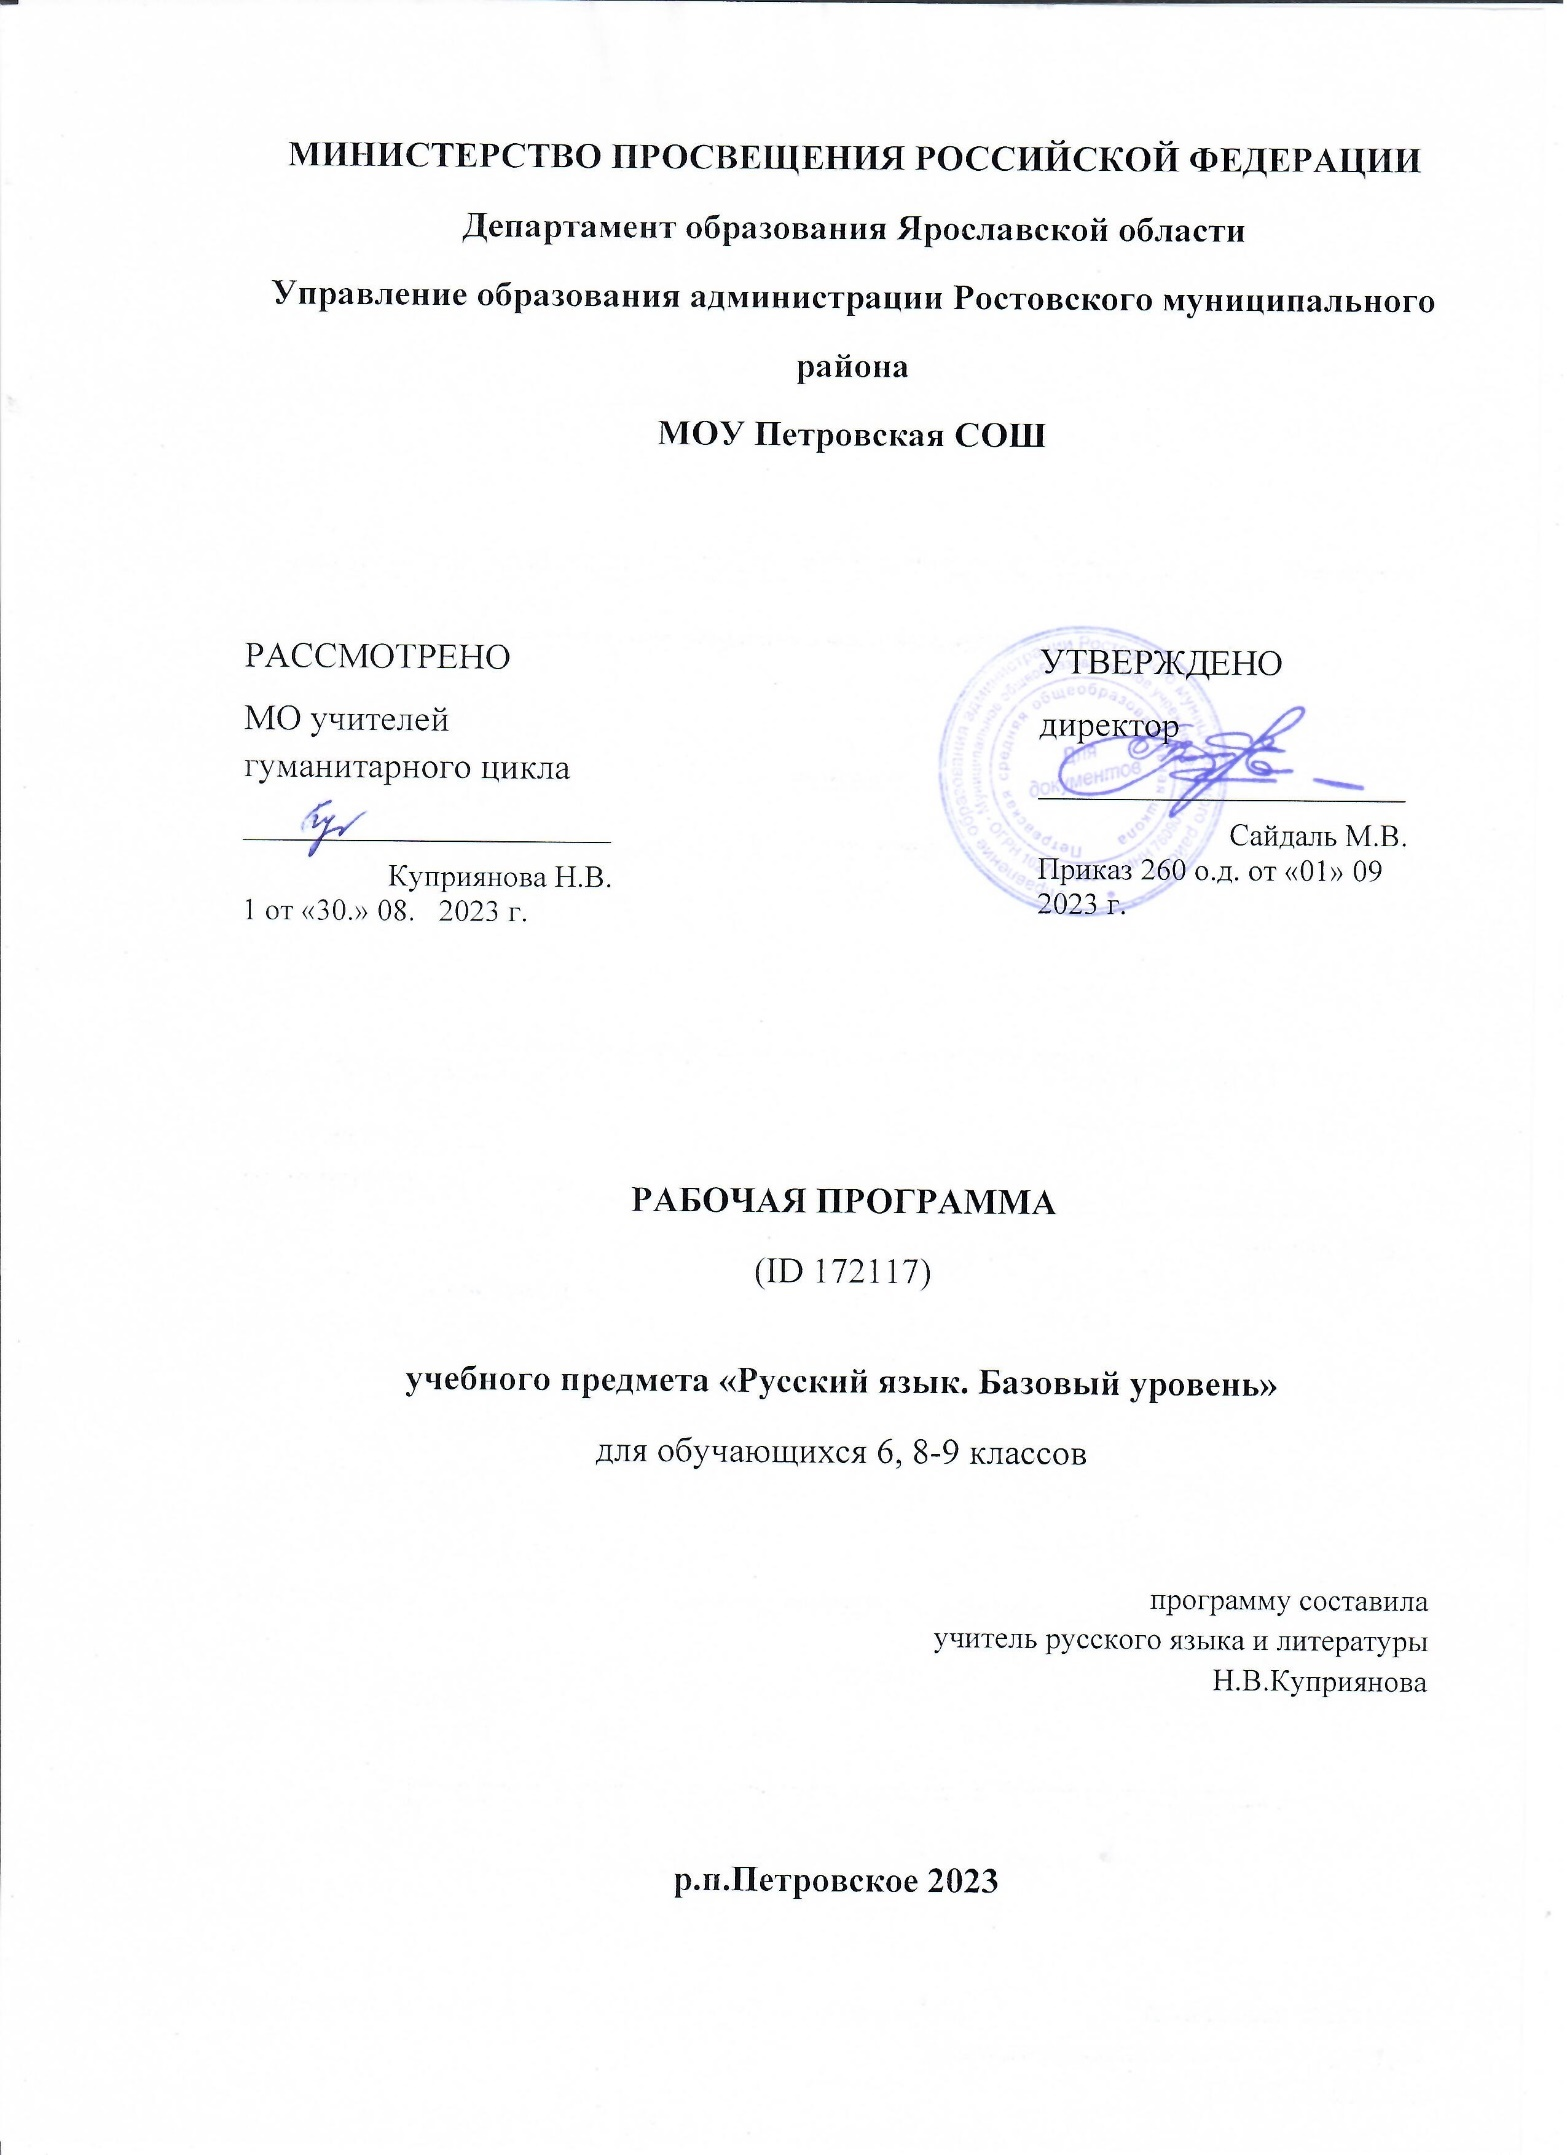 МИНИСТЕРСТВО ПРОСВЕЩЕНИЯ РОССИЙСКОЙ ФЕДЕРАЦИИ
Департамент образования Ярославской области
Управление образования администрации Ростовского муниципального
района
МОУ Петровская СОШ
РАССМОТРЕНО
МО учителей
гуманитарного цикла
Куприянова Н.В.
1 от «30.» 08.   2023 г.
УТВЕРЖДЕНО
директор
Для
документов
Сайдаль М.В.
Приказ 260 о.д. от «01» 09
2023 г.
РАБОЧАЯ ПРОГРАММА
(ID 172117)
учебного предмета «Русский язык. Базовый уровень»
для обучающихся 6, 8-9 классов
программу составила
учитель русского языка и литературы
Н.В.Куприянова
р.п.Петровское 2023